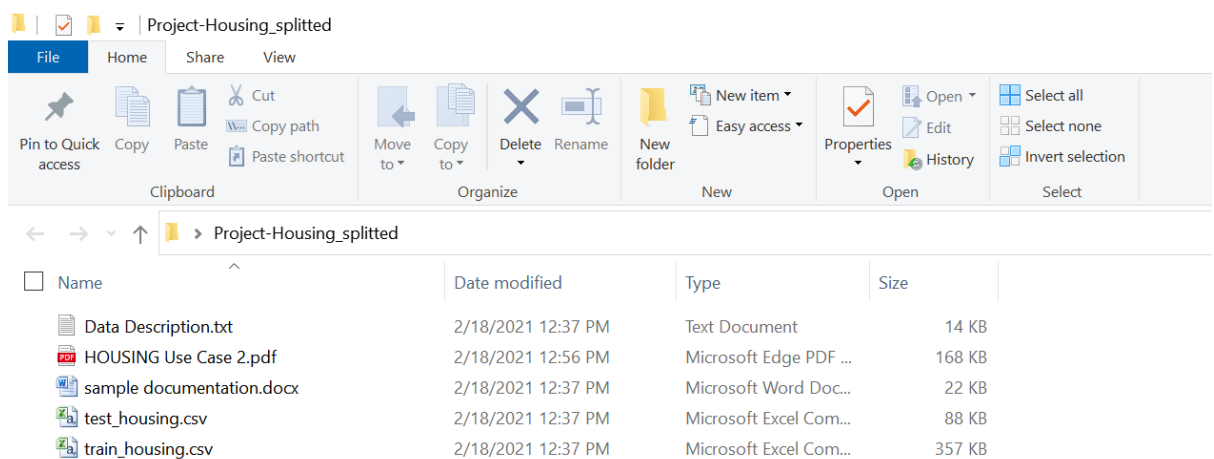 Project-Housing_splitted
File Home Share View
Pin to Quick access
Copy
Paste
Cut
Copy path
Paste shortcut
Clipboard
Move to
Copy to
Delete
Rename
Organize
New folder
New item
Easy access
New
Properties
Open
Edit
History
Open
Select all
Select none
Invert selection
Select
Project-Housing_splitted
Name Date modified Type Size
Data Description.txt 2/18/2021 12:37 PM Text Document 14 KB
HOUSING Use Case 2.pdf 2/18/2021 12:56 PM Microsoft Edge PDF ... 168 KB
sample documentation.docx 2/18/2021 12:37 PM Microsoft Word Doc... 22 KB
test_housing.csv 2/18/2021 12:37 PM Microsoft Excel Com... 88 KB
train_housing.csv 2/18/2021 12:37 PM Microsoft Excel Com... 357 KB